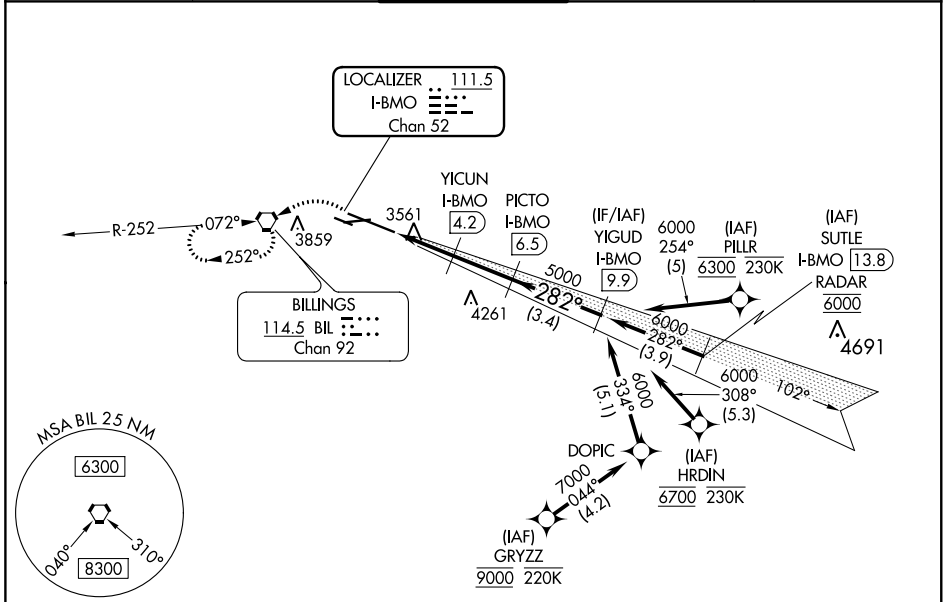 LOCALIZER 111.5
I-BMO
Chan 52
R-252
072°
252°
3859
3561
YICUN
I-BMO
4.2
PICTO
I-BMO
6.5
(IF/IAF)
YIGUD
I-BMO
9.9
6000
254°
(5)
(IAF)
PILLR
6300 230K
(IAF)
SUTLE
I-BMO 13.8
RADAR
6000
4691
BILLINGS
114.5 BIL
Chan 92
4261
5000
282°
(3.4)
6000
282°
(3.9)
102°
6000
334°
(5.1)
6000
308°
(5.3)
DOPIC
(IAF)
HRDIN
6700 230K
7000
044°
(4.2)
(IAF)
GRYZZ
9000 220K
MSA BIL 25 NM
6300
040°
310°
8300